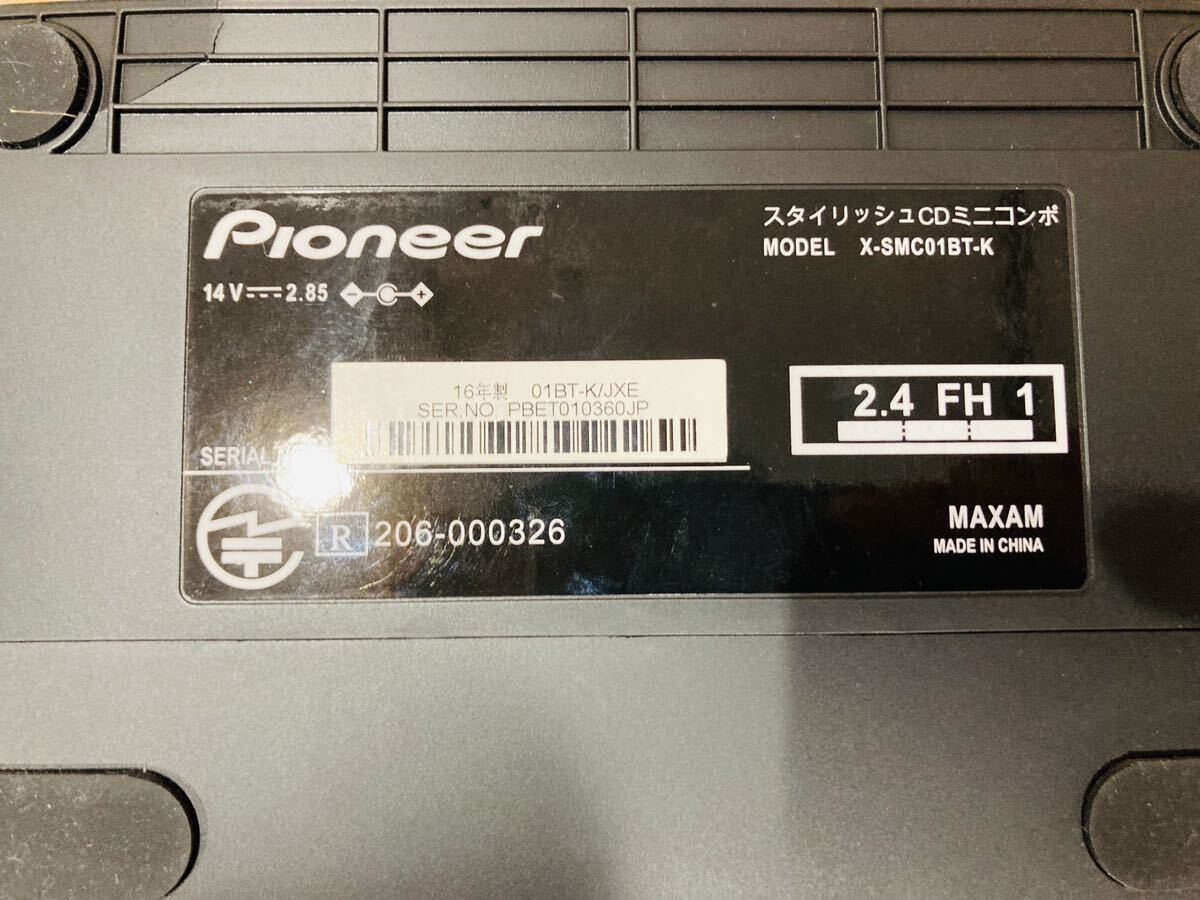 Pioneer
スタイリッシュCDミニコンポ
MODEL X-SMC01BT-K
14V 2.85
16年製 01BT-K/JXE
SER.NO. PBET010360JP
2.4 FH 1
SERIAL
R 206-000326
MAXAM
MADE IN CHINA